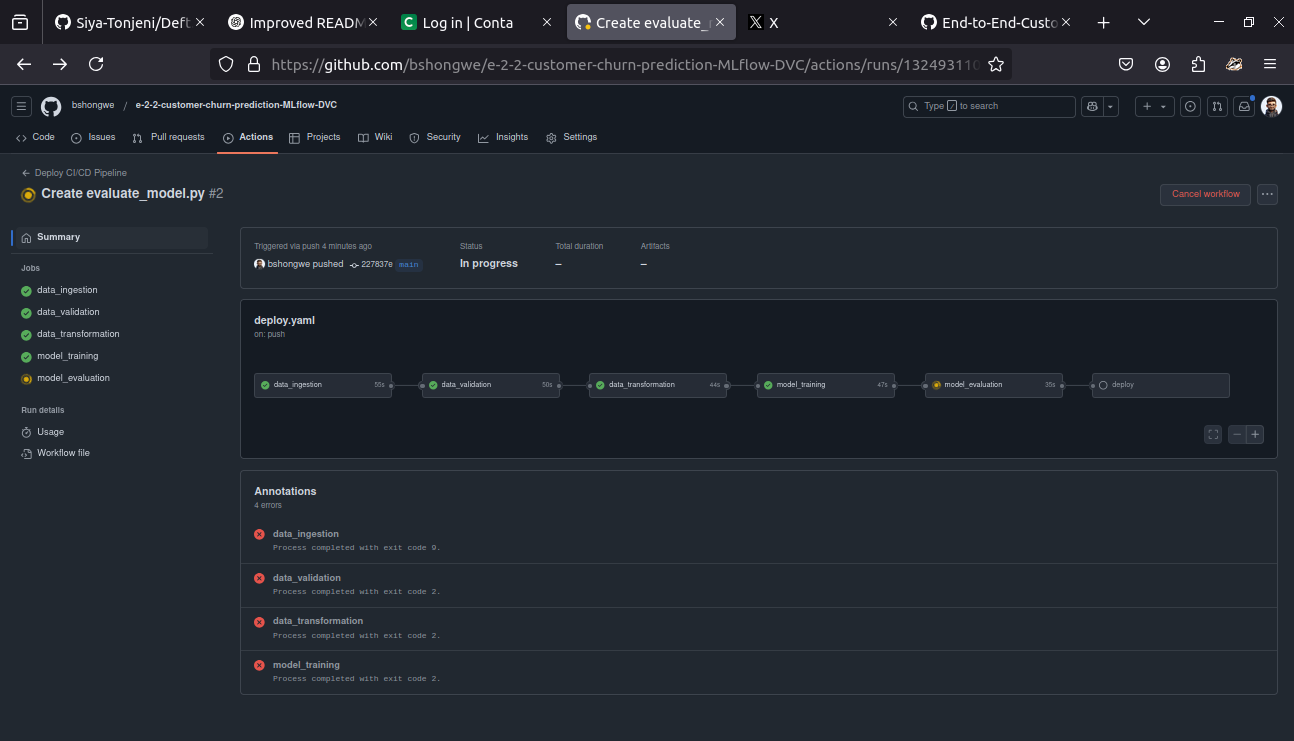 Siya-Tonjeni/Deft
Improved READM
Log in | Conta
Create evaluate_
X
End-to-End-Custo
https://github.com/bshongwe/e-2-2-customer-churn-prediction-MLflow-DVC/actions/runs/132493110
bshongwe / e-2-2-customer-churn-prediction-MLflow-DVC
Type / to search
Code
Issues
Pull requests
Actions
Projects
Wiki
Security
Insights
Settings
Deploy CI/CD Pipeline
Create evaluate_model.py #2
Cancel workflow
Summary
Jobs
data_ingestion
data_validation
data_transformation
model_training
model_evaluation
Run details
Usage
Workflow file
Triggered via push 4 minutes ago
bshongwe pushed 227837e main
Status
In progress
Total duration
–
Artifacts
–
deploy.yaml
on: push
data_ingestion 55s
data_validation 50s
data_transformation 44s
model_training 47s
model_evaluation 35s
deploy
Annotations
4 errors
data_ingestion
Process completed with exit code 9.
data_validation
Process completed with exit code 2.
data_transformation
Process completed with exit code 2.
model_training
Process completed with exit code 2.